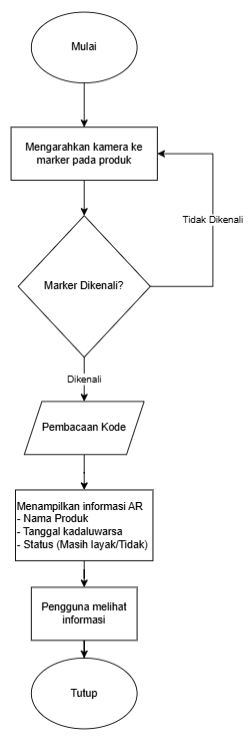 Mulai
Mengarahkan kamera ke
marker pada produk
Tidak Dikenali
Marker Dikenali?
Dikenali
Pembacaan Kode
Menampilkan informasi AR
- Nama Produk
- Tanggal kadaluwarsa
- Status (Masih layak/Tidak)
Pengguna melihat
informasi
Tutup